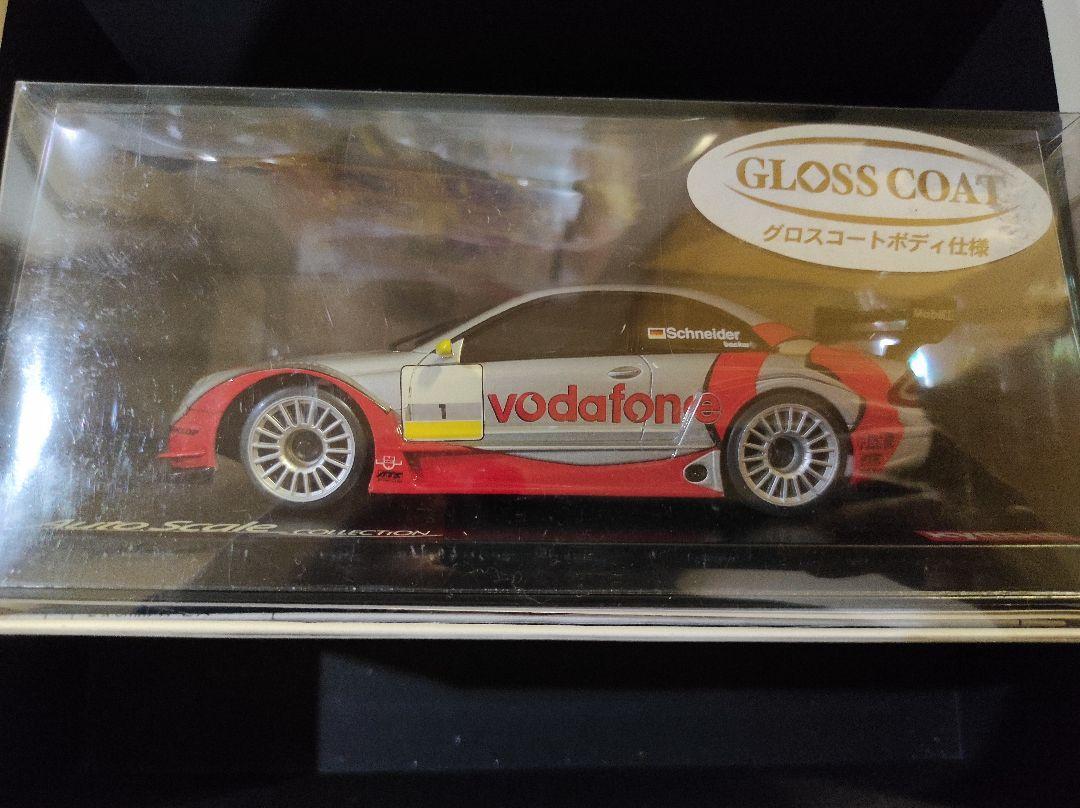 GLOSS COAT
グロスコートボディ仕様
Mobil
Schneider
1
vodafone
Auto Scale COLLECTION